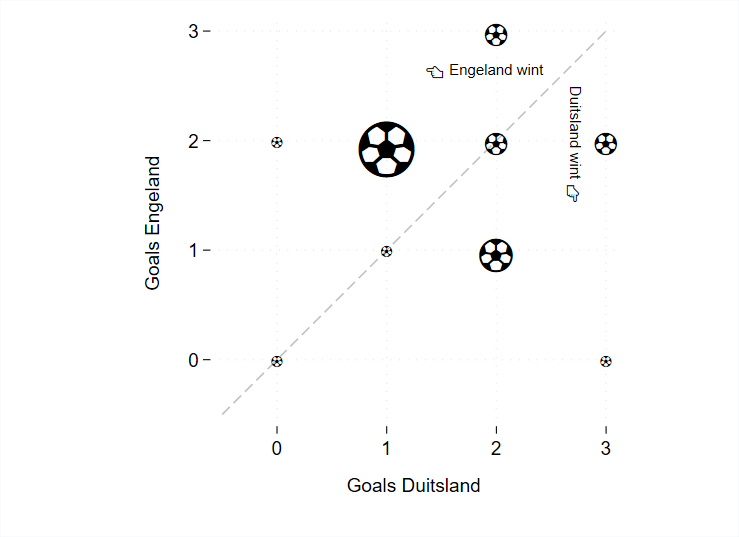 3
Engeland wint
Duitsland wint
2
1
0
Goals Engeland
0 1 2 3
Goals Duitsland